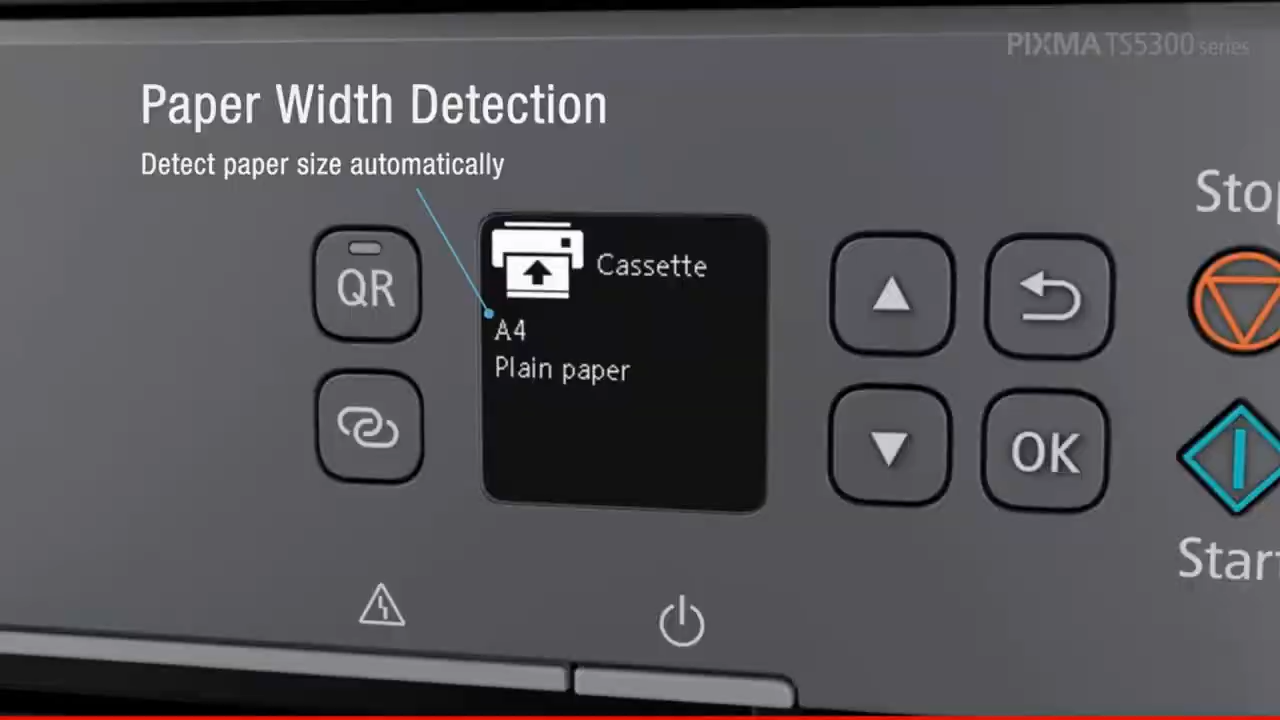 PIXMA TS5300 series
Paper Width Detection
Detect paper size automatically
Stop
QR
Cassette
A4
Plain paper
OK
Start